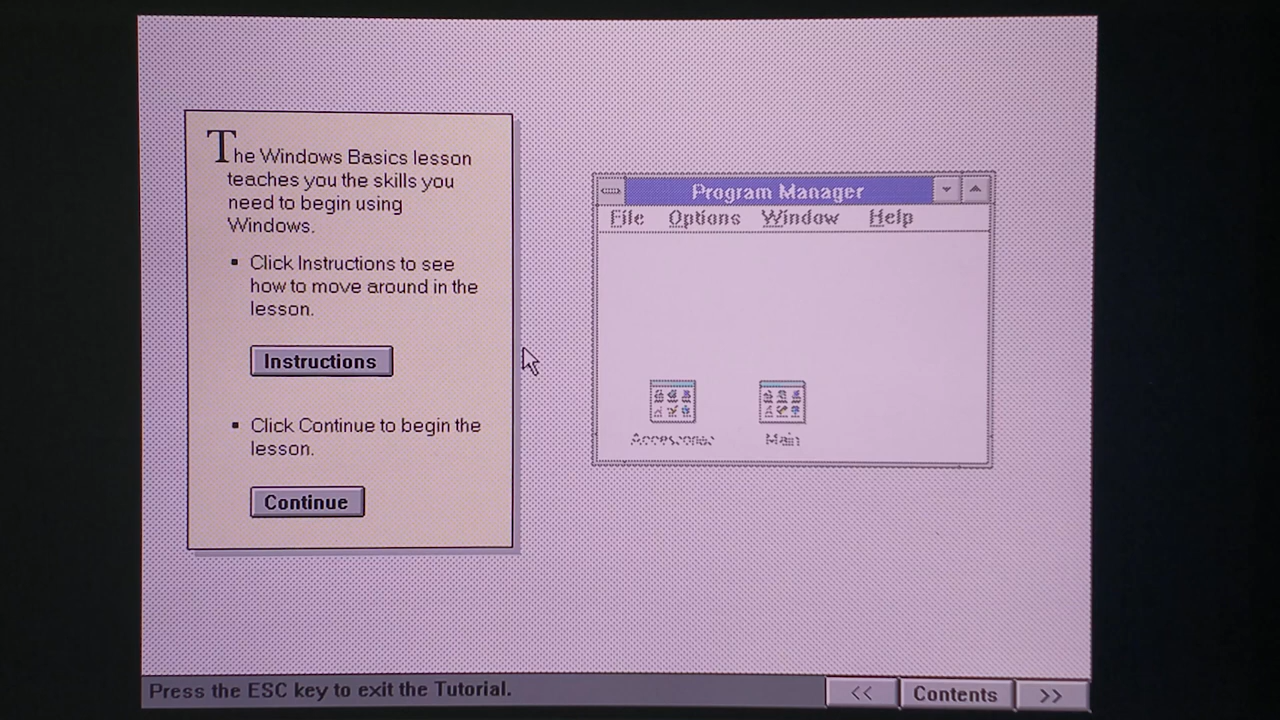 The Windows Basics lesson
teaches you the skills you
need to begin using
Windows.
▪ Click Instructions to see
how to move around in the
lesson.
Instructions
▪ Click Continue to begin the
lesson.
Continue
Program Manager
File Options Window Help
Accessories Main
Press the ESC key to exit the Tutorial.
<< Contents >>